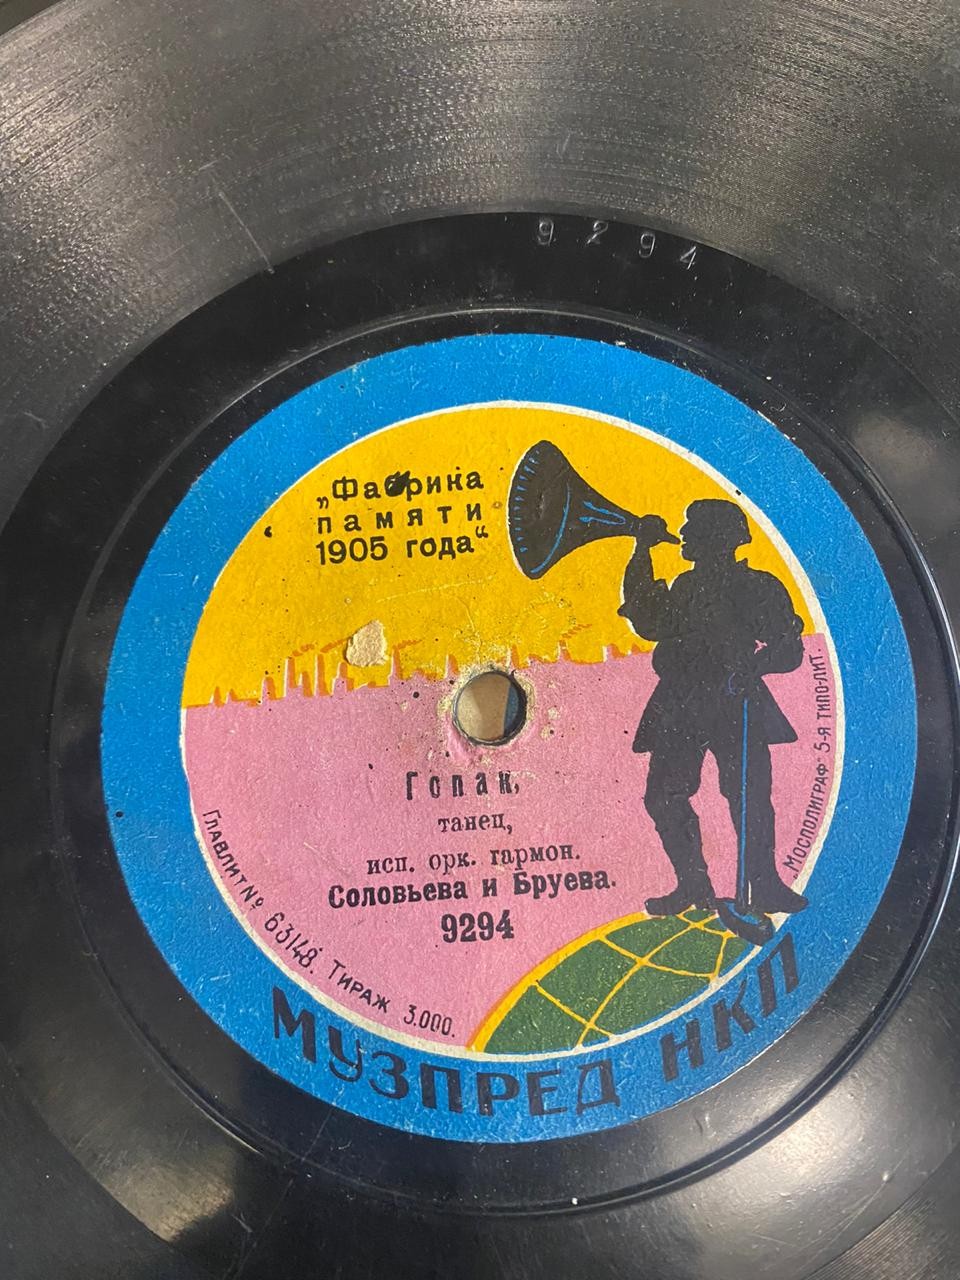 9294
„Фабрика
памяти
1905 года“
Гопак,
танец,
исп. орк. гармон.
Соловьева и Бруева.
9294
Главлит № 63148. Тираж 3.000.
„Мосполиграф“ 5-я типо-лит.
МУЗПРЕД НКП